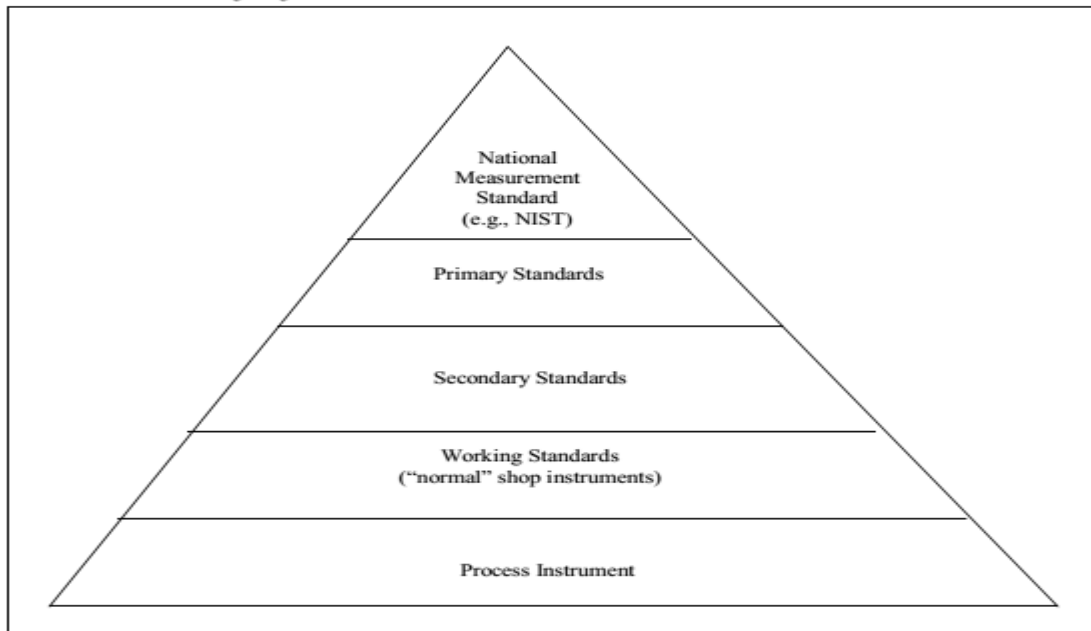 National
Measurement
Standard
(e.g., NIST)
Primary Standards
Secondary Standards
Working Standards
(“normal” shop instruments)
Process Instrument